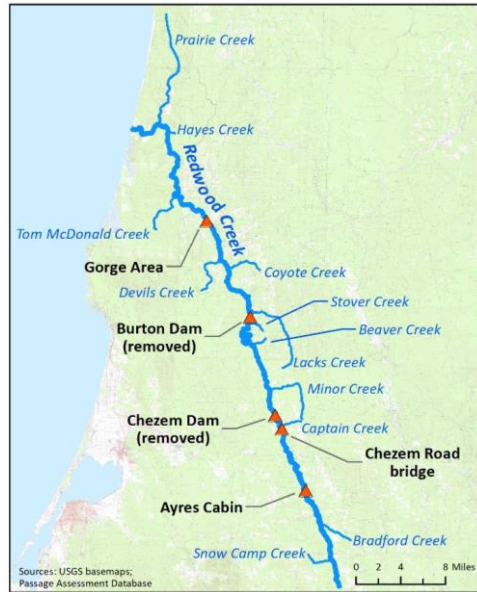 Prairie Creek
Hayes Creek
Redwood Creek
Tom McDonald Creek
Gorge Area
Coyote Creek
Devils Creek
Stover Creek
Burton Dam
(removed)
Beaver Creek
Lacks Creek
Minor Creek
Chezem Dam
(removed)
Captain Creek
Chezem Road
bridge
Ayres Cabin
Bradford Creek
Snow Camp Creek
Sources: USGS basemaps;
Passage Assessment Database
0 4 8 Miles